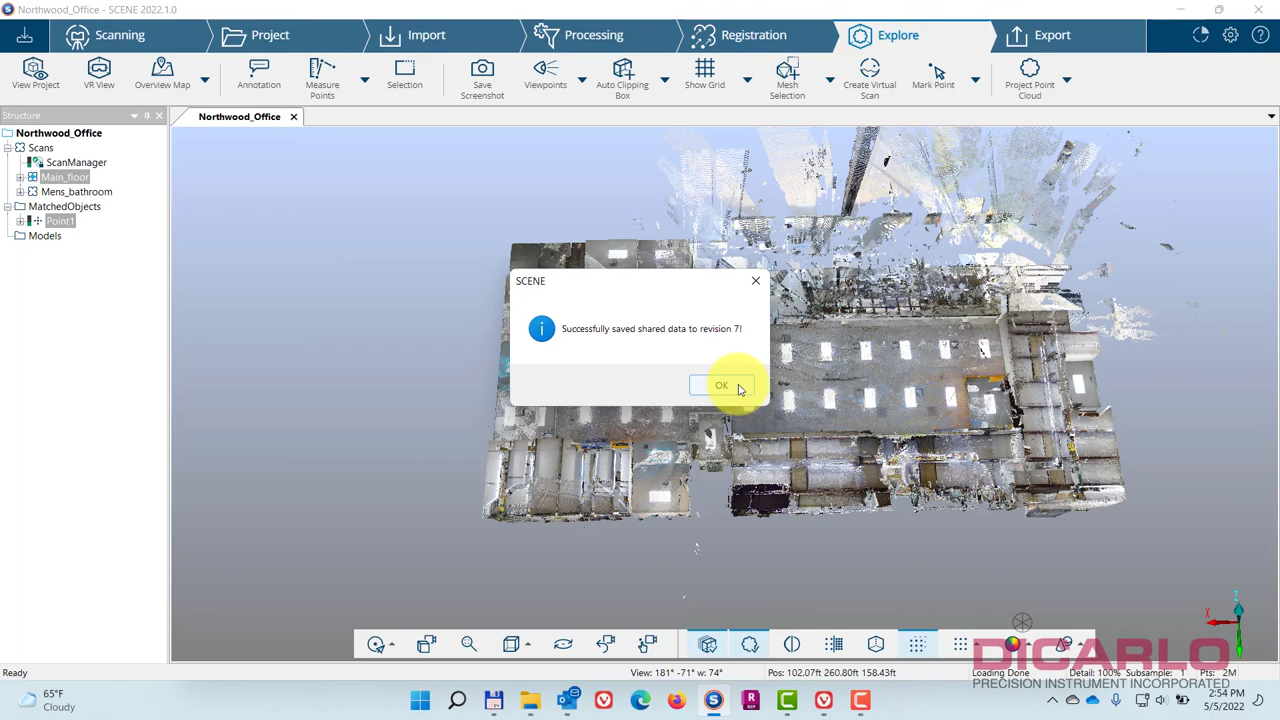 Northwood_Office - SCENE 2022.1.0
Scanning
Project
Import
Processing
Registration
Explore
Export
View Project
VR View
Overview Map
Annotation
Measure Points
Selection
Save Screenshot
Viewpoints
Auto Clipping Box
Show Grid
Mesh Selection
Create Virtual Scan
Mark Point
Project Point Cloud
Structure
Northwood_Office
Northwood_Office
Scans
ScanManager
Main_floor
Mens_bathroom
MatchedObjects
Point1
Models
SCENE
Successfully saved shared data to revision 7!
OK
Z
X
DICARLO
PRECISION INSTRUMENT INCORPORATED
Ready
View: 181° -71° w: 74°
Pos: 102.07ft 260.80ft 158.43ft
Loading Done
Detail: 100%
Subsample: 1
Pts: 2M
65°F
Cloudy
2:54 PM
5/5/2022